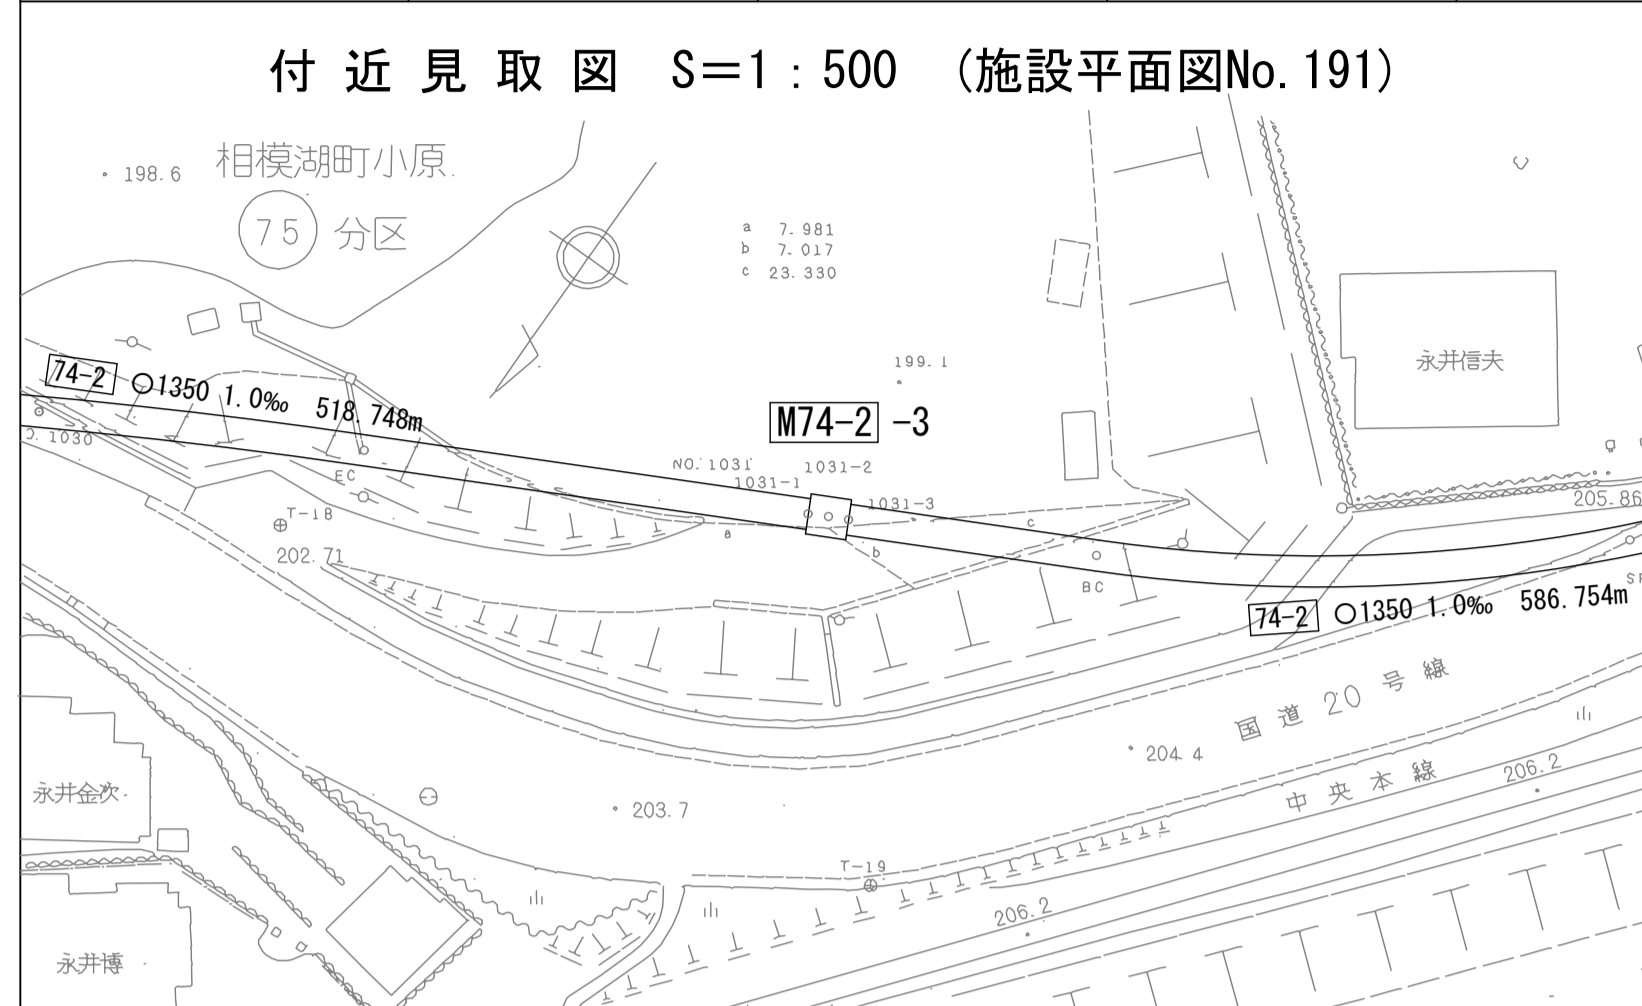 付近見取図 S=1:500 (施設平面図No.191)
198.6
相模湖町小原
75 分区
a 7.981
b 7.017
c 23.330
199.1
永井信夫
74-2 ○1350 1.0‰ 518.748m
M74-2 -3
1030
NO.1031
1031-1
1031-2
1031-3
EC
T-18
202.71
a
b
c
BC
205.86
74-2 ○1350 1.0‰ 586.754m
国道20号線
204.4
中央本線
206.2
永井金次
203.7
T-19
206.2
永井博